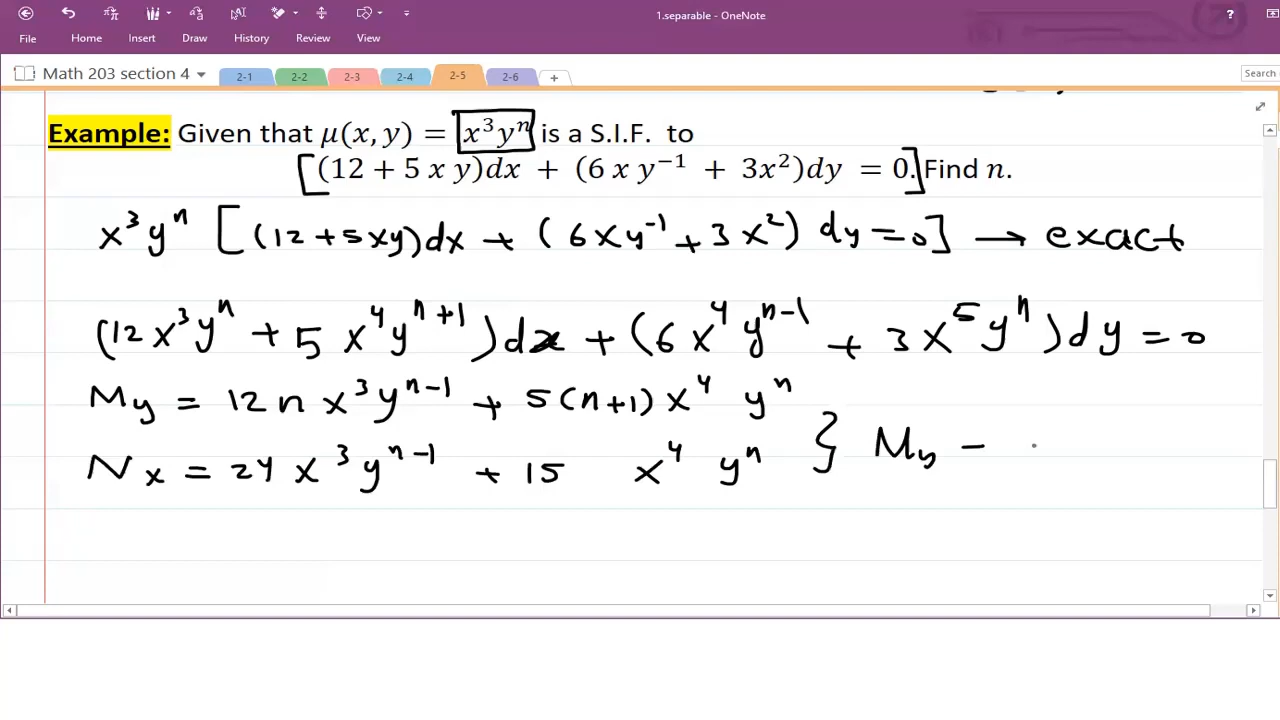 1.separable - OneNote
?
File Home Insert Draw History Review View
Math 203 section 4 2-1 2-2 2-3 2-4 2-5 2-6 + Search
Example: Given that μ(x, y) = x³yⁿ is a S.I.F. to
[(12 + 5 x y)dx + (6 x y⁻¹ + 3x²)dy = 0.] Find n.
x³yⁿ [(12 + 5xy)dx + (6xy⁻¹ + 3x²) dy = 0] → exact
(12x³yⁿ + 5 x⁴yⁿ⁺¹)dx + (6x⁴ yⁿ⁻¹ + 3x⁵yⁿ)dy = 0
My = 12 n x³yⁿ⁻¹ + 5(n+1) x⁴ yⁿ
Nx = 24 x³yⁿ⁻¹ + 15 x⁴ yⁿ } My -